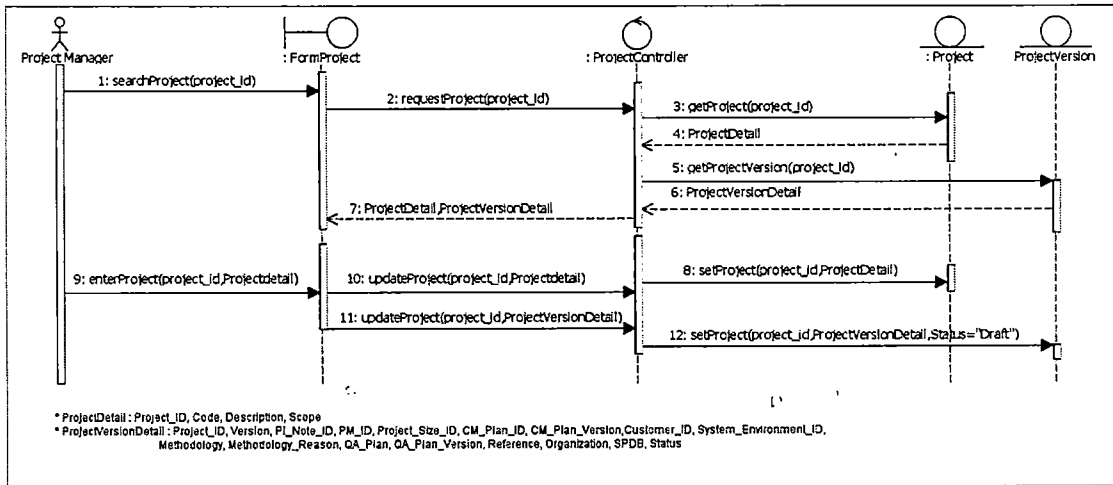 Project Manager
: FormProject
: ProjectController
: Project
ProjectVersion
1: searchProject(project_id)
2: requestProject(project_id)
3: getProject(project_id)
4: ProjectDetail
5: getProjectVersion(project_id)
6: ProjectVersionDetail
7: ProjectDetail,ProjectVersionDetail
9: enterProject(project_id,Projectdetail)
10: updateProject(project_id,Projectdetail)
8: setProject(project_id,ProjectDetail)
11: updateProject(project_id,ProjectVersionDetail)
12: setProject(project_id,ProjectVersionDetail,Status="Draft")
* ProjectDetail : Project_ID, Code, Description, Scope
* ProjectVersionDetail : Project_ID, Version, PI_Note_ID, PM_ID, Project_Size_ID, CM_Plan_ID, CM_Plan_Version,Customer_ID, System_Environment_ID,
Methodology, Methodology_Reason, QA_Plan, QA_Plan_Version, Reference, Organization, SPDB, Status